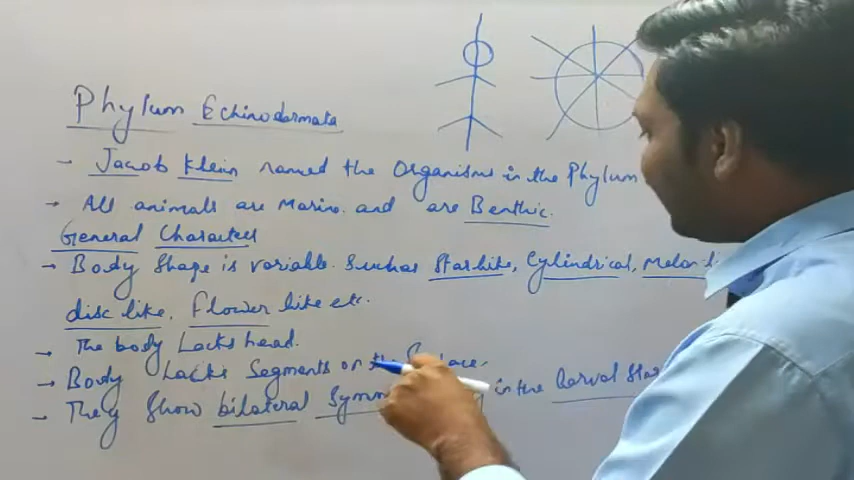 Phylum Echinodermata
- Jacob Klein named the Organisms in the Phylum
→ All animals are Marine and are Benthic.
General Characters
→ Body Shape is variable. Such as Starlike, Cylindrical, Melon
disc like, Flower like etc.
→ The body Lacks head.
→ Body Lacks Segments on the
→ They Show bilateral in the Larval